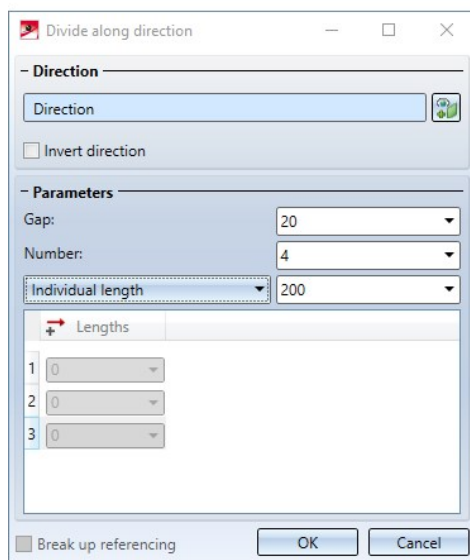 Divide along direction
Direction
Direction
Invert direction
Parameters
Gap: 20
Number: 4
Individual length 200
Lengths
1 0
2 0
3 0
Break up referencing OK Cancel